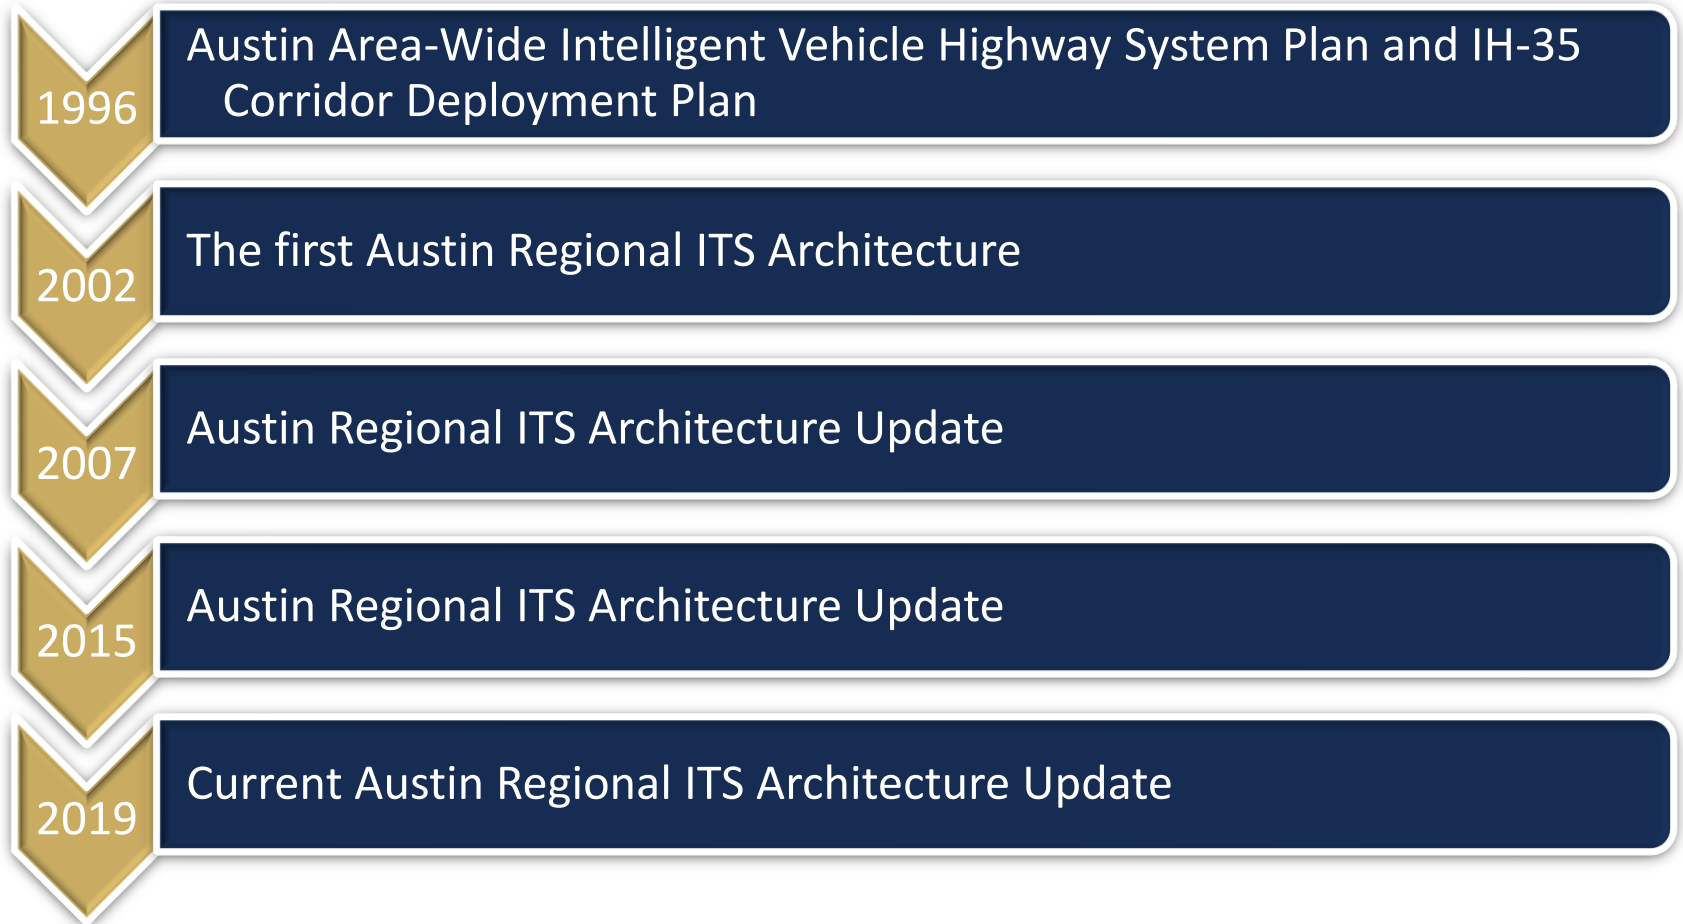 1996
Austin Area-Wide Intelligent Vehicle Highway System Plan and IH-35
Corridor Deployment Plan
2002
The first Austin Regional ITS Architecture
2007
Austin Regional ITS Architecture Update
2015
Austin Regional ITS Architecture Update
2019
Current Austin Regional ITS Architecture Update